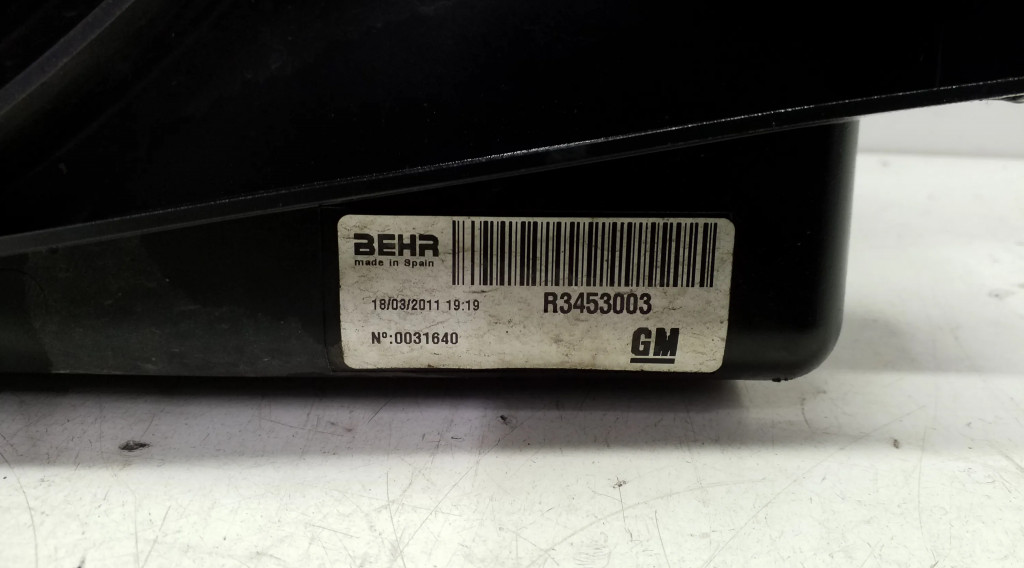 BEHR
made in Spain
18/03/2011 19:19
R3453003
Nº:0031640
GM